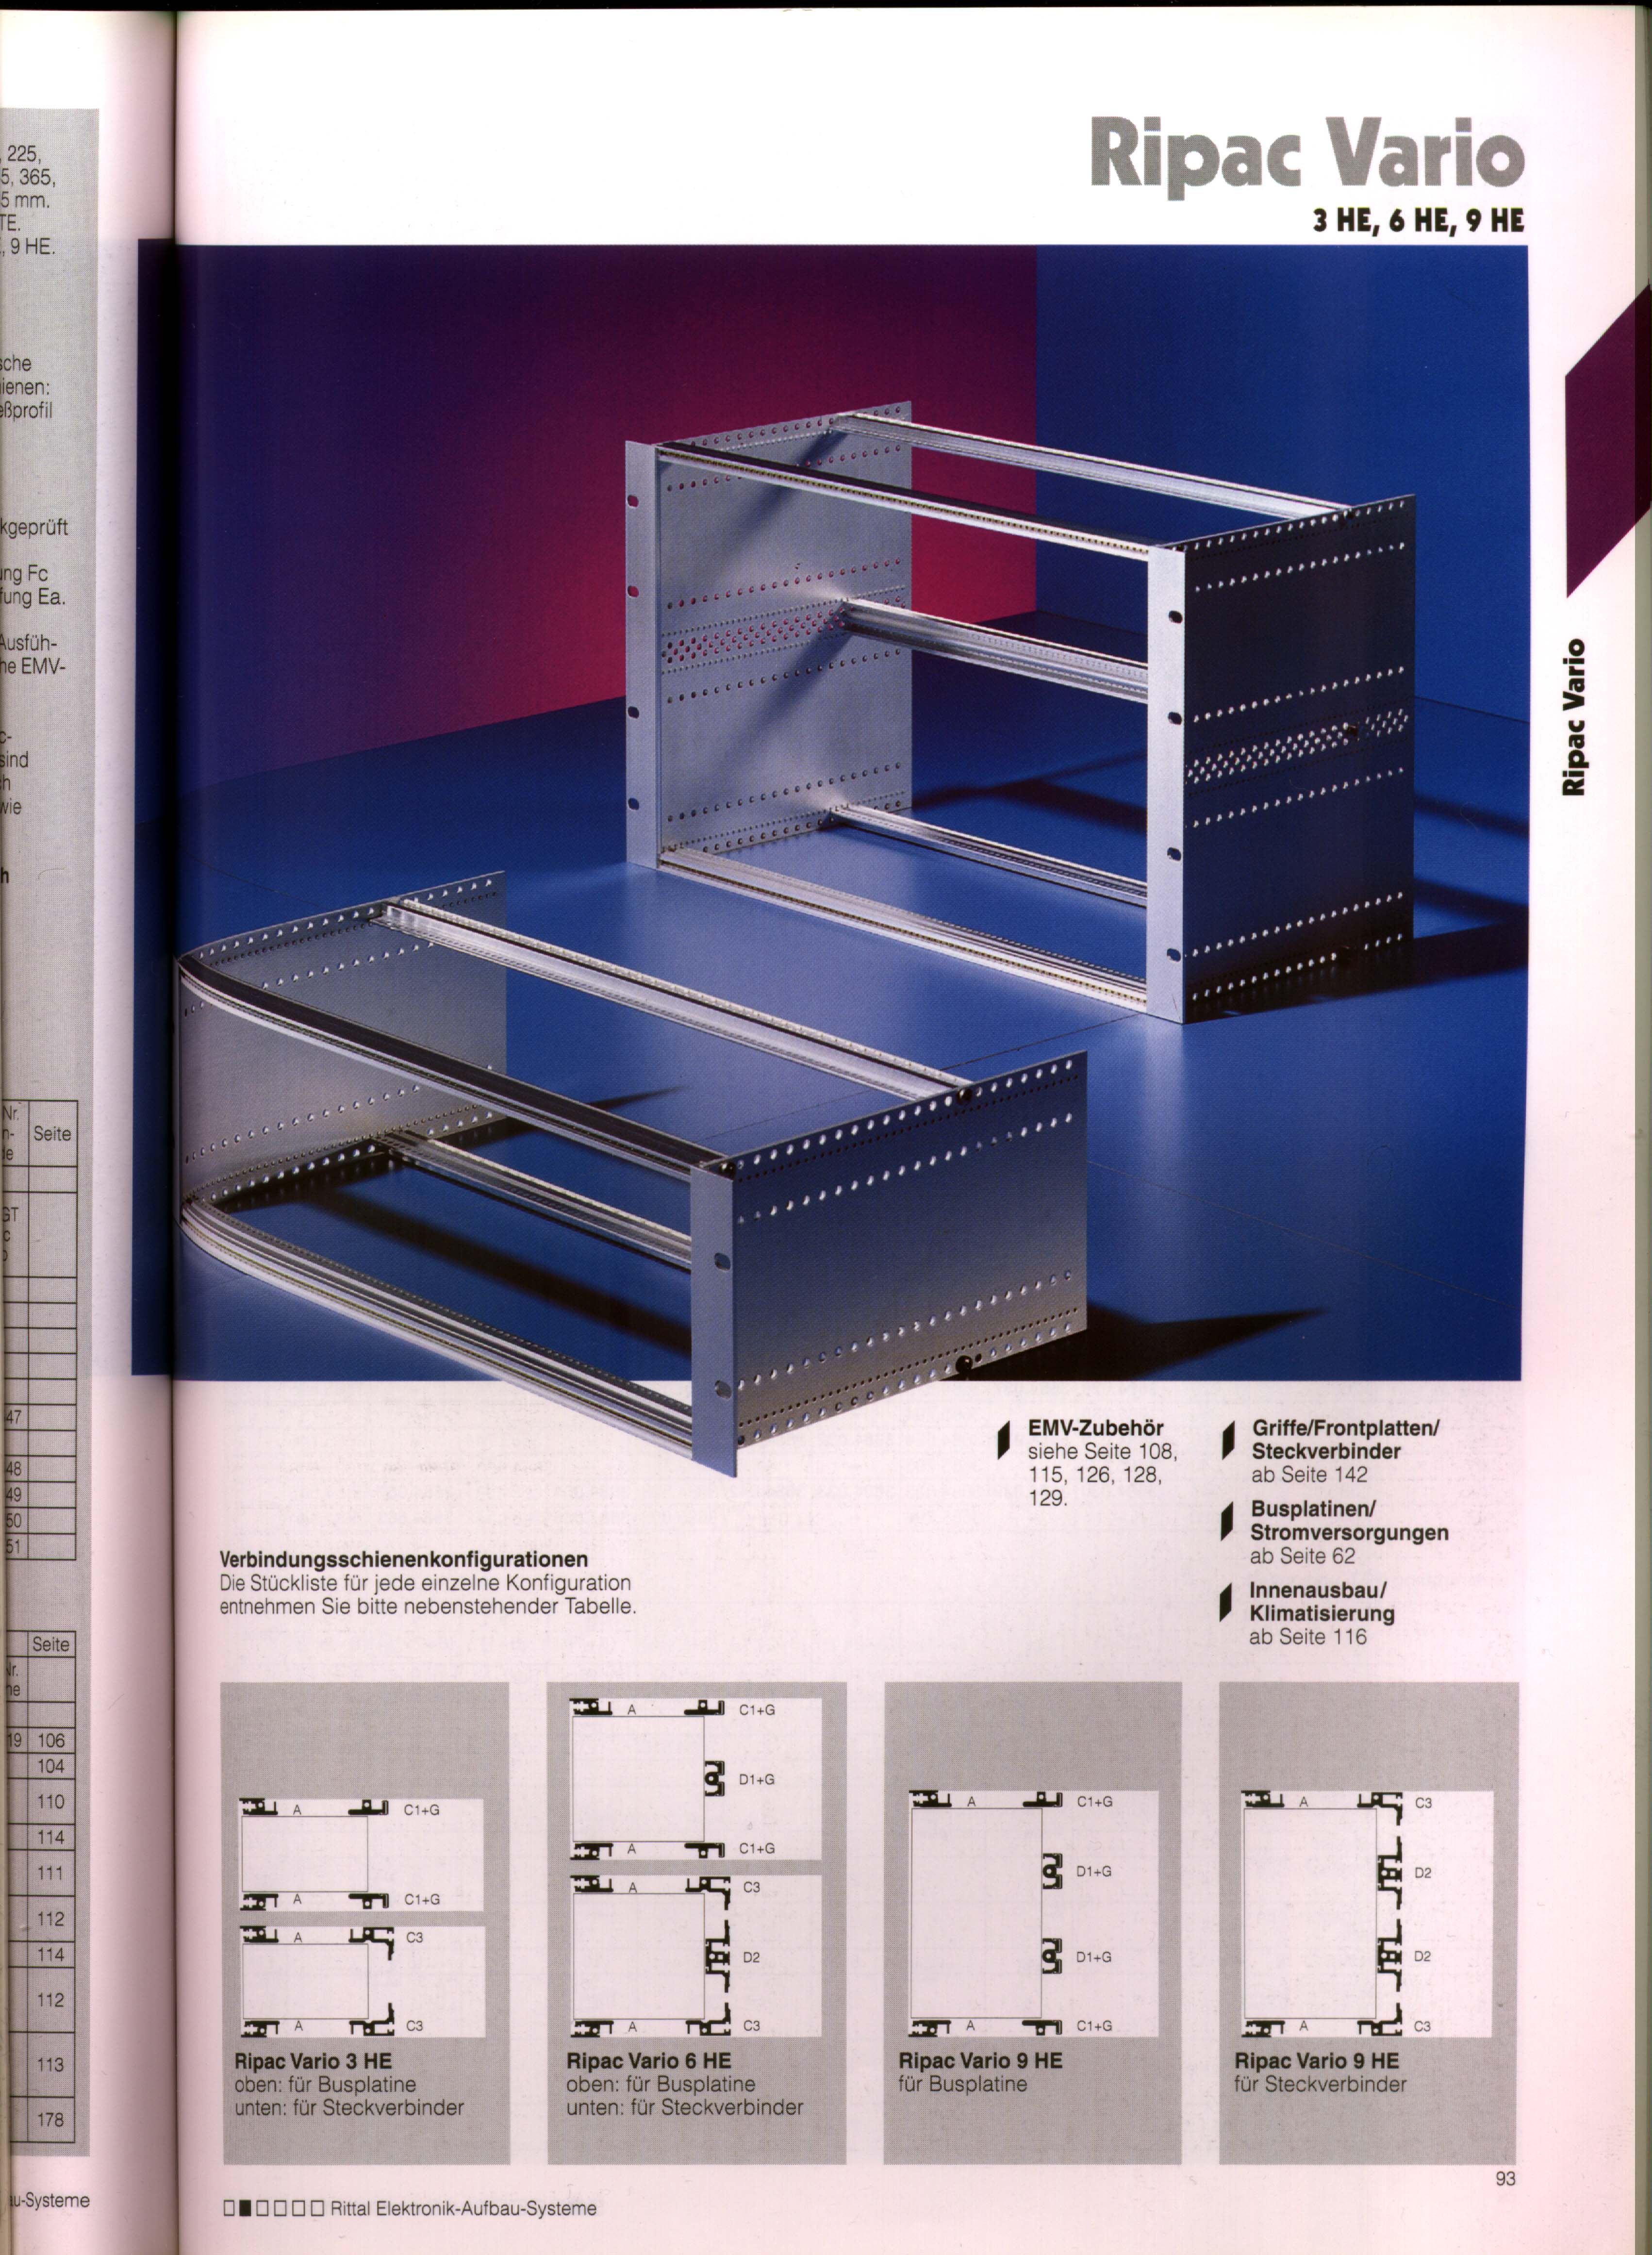 225,
5, 365,
5 mm.
TE.
, 9 HE.
sche
ienen:
eßprofil
kgeprüft
ung Fc
fung Ea.
Ausfüh-
he EMV-
c-
sind
h
wie
h
Nr.
n-
de
Seite
GT
c
47
48
49
50
51
Seite
Nr.
ne
19 106
104
110
114
111
112
114
112
113
178
au-Systeme
Ripac Vario
3 HE, 6 HE, 9 HE
Ripac Vario
EMV-Zubehör
siehe Seite 108,
115, 126, 128,
129.
Griffe/Frontplatten/
Steckverbinder
ab Seite 142
Busplatinen/
Stromversorgungen
ab Seite 62
Innenausbau/
Klimatisierung
ab Seite 116
Verbindungsschienenkonfigurationen
Die Stückliste für jede einzelne Konfiguration
entnehmen Sie bitte nebenstehender Tabelle.
A C1+G
A C1+G
A C3
A C3
Ripac Vario 3 HE
oben: für Busplatine
unten: für Steckverbinder
A C1+G
D1+G
A C1+G
A C3
D2
A C3
Ripac Vario 6 HE
oben: für Busplatine
unten: für Steckverbinder
A C1+G
D1+G
D1+G
A C1+G
Ripac Vario 9 HE
für Busplatine
A C3
D2
D2
A C3
Ripac Vario 9 HE
für Steckverbinder
93
□■□□□□ Rittal Elektronik-Aufbau-Systeme